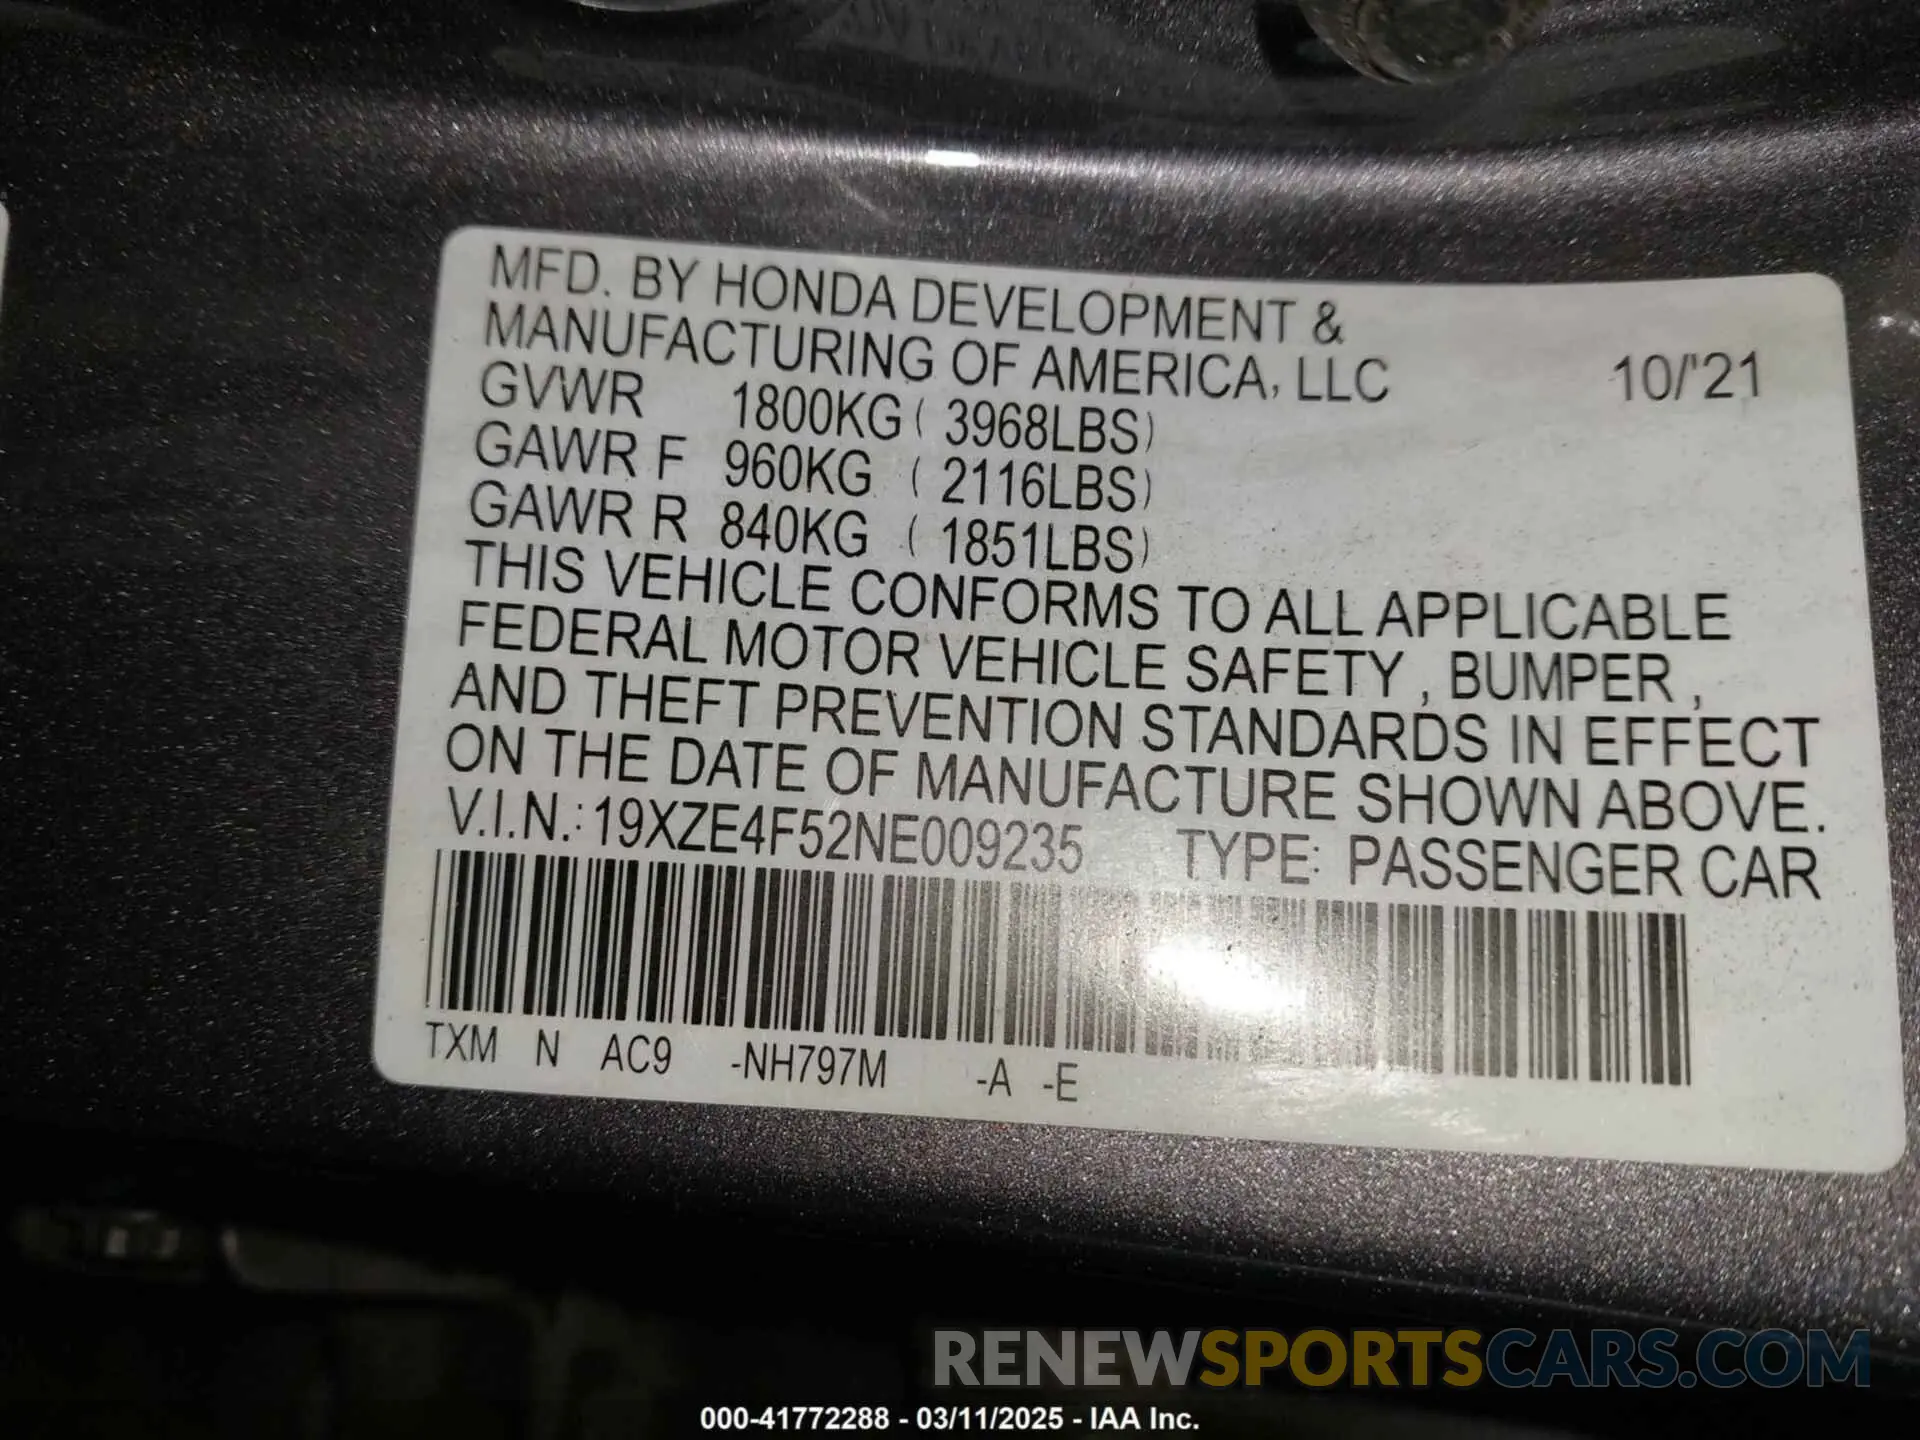 MFD. BY HONDA DEVELOPMENT &
MANUFACTURING OF AMERICA, LLC 10/'21
GVWR 1800KG ( 3968LBS)
GAWR F 960KG ( 2116LBS)
GAWR R 840KG ( 1851LBS)
THIS VEHICLE CONFORMS TO ALL APPLICABLE
FEDERAL MOTOR VEHICLE SAFETY , BUMPER ,
AND THEFT PREVENTION STANDARDS IN EFFECT
ON THE DATE OF MANUFACTURE SHOWN ABOVE.
V.I.N.: 19XZE4F52NE009235 TYPE: PASSENGER CAR
TXM N AC9 -NH797M -A -E
RENEWSPORTSCARS.COM
000-41772288 - 03/11/2025 - IAA Inc.